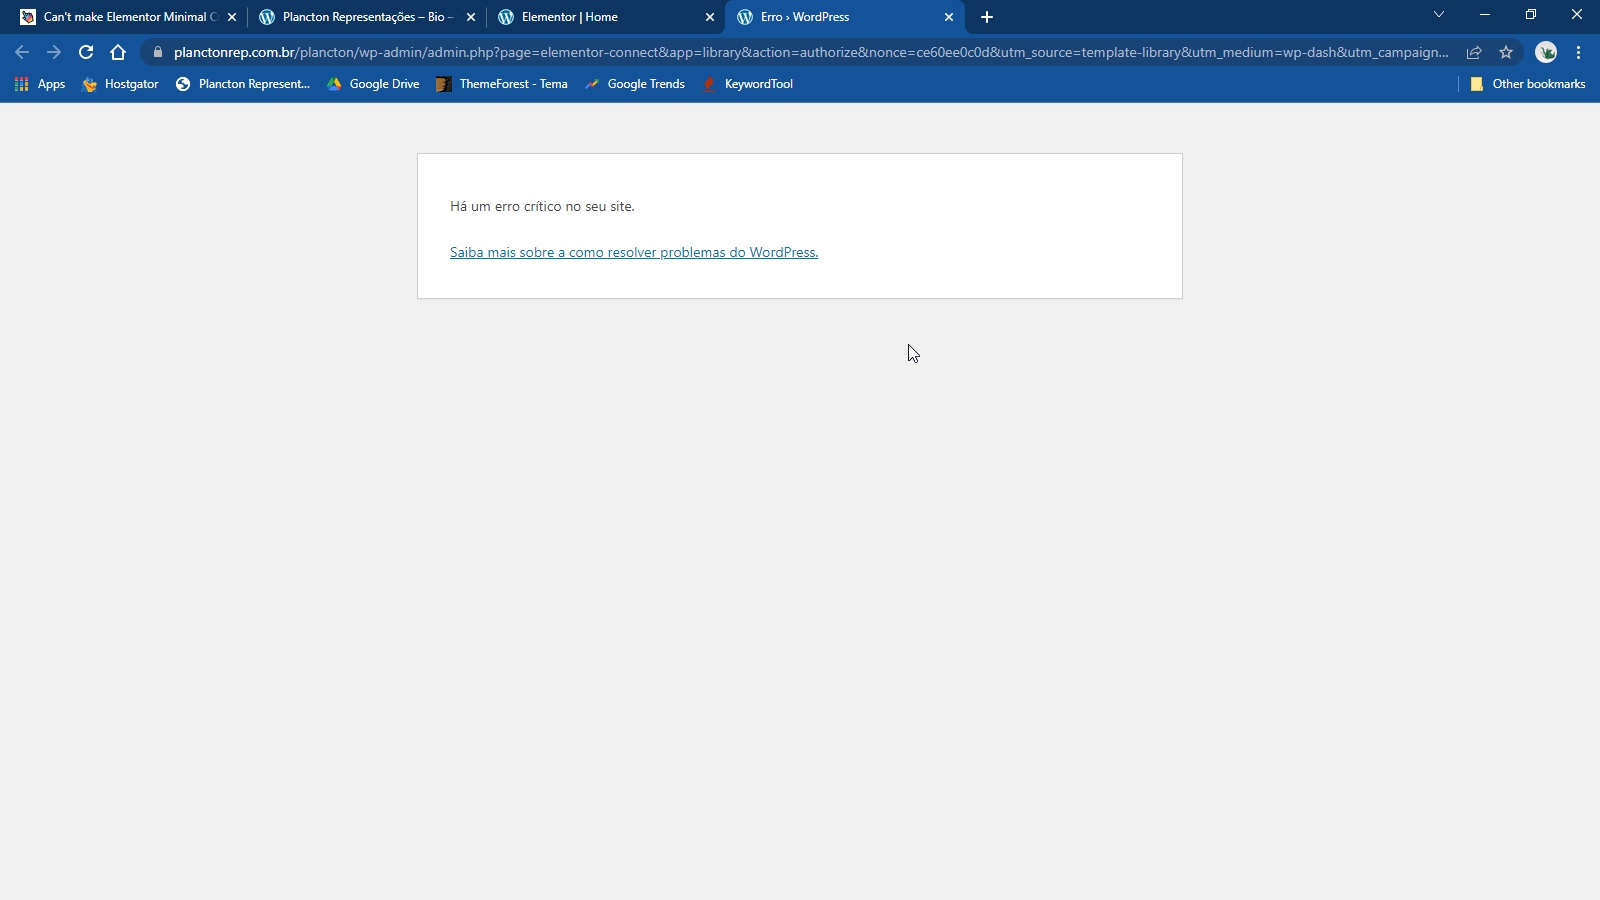 Can't make Elementor Minimal C
Plancton Representações – Bio –
Elementor | Home
Erro › WordPress
planctonrep.com.br/plancton/wp-admin/admin.php?page=elementor-connect&app=library&action=authorize&nonce=ce60ee0c0d&utm_source=template-library&utm_medium=wp-dash&utm_campaign...
Apps
Hostgator
Plancton Represent...
Google Drive
ThemeForest - Tema
Google Trends
KeywordTool
Other bookmarks
Há um erro crítico no seu site.
Saiba mais sobre a como resolver problemas do WordPress.